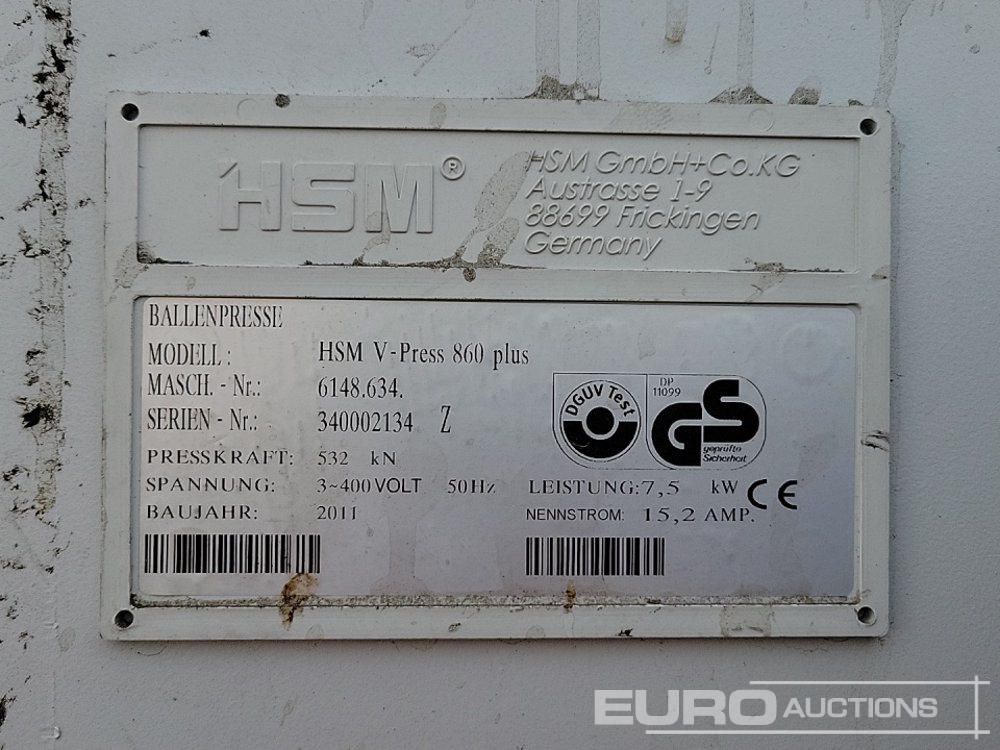 HSM®
HSM GmbH+Co.KG
Austrasse 1-9
88699 Frickingen
Germany
BALLENPRESSE
MODELL: HSM V-Press 860 plus
MASCH.-Nr.: 6148.634.
SERIEN-Nr.: 340002134 Z
PRESSKRAFT: 532 kN
SPANNUNG: 3~400VOLT 50Hz LEISTUNG:7,5 kW CE
BAUJAHR: 2011 NENNSTROM: 15,2 AMP.
DGUV Test
DP
11099
GS
geprüfte
Sicherheit
EURO AUCTIONS